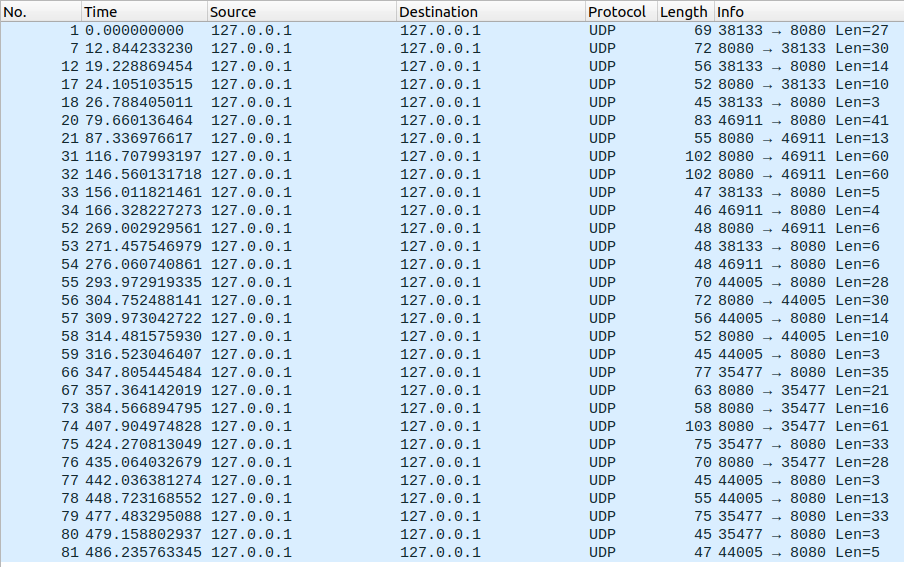 No. Time Source Destination Protocol Length Info
1 0.000000000 127.0.0.1 127.0.0.1 UDP 69 38133 → 8080 Len=27
7 12.844233230 127.0.0.1 127.0.0.1 UDP 72 8080 → 38133 Len=30
12 19.228869454 127.0.0.1 127.0.0.1 UDP 56 38133 → 8080 Len=14
17 24.105103515 127.0.0.1 127.0.0.1 UDP 52 8080 → 38133 Len=10
18 26.788405011 127.0.0.1 127.0.0.1 UDP 45 38133 → 8080 Len=3
20 79.660136464 127.0.0.1 127.0.0.1 UDP 83 46911 → 8080 Len=41
21 87.336976617 127.0.0.1 127.0.0.1 UDP 55 8080 → 46911 Len=13
31 116.707993197 127.0.0.1 127.0.0.1 UDP 102 8080 → 46911 Len=60
32 146.560131718 127.0.0.1 127.0.0.1 UDP 102 8080 → 46911 Len=60
33 156.011821461 127.0.0.1 127.0.0.1 UDP 47 38133 → 8080 Len=5
34 166.328227273 127.0.0.1 127.0.0.1 UDP 46 46911 → 8080 Len=4
52 269.002929561 127.0.0.1 127.0.0.1 UDP 48 8080 → 46911 Len=6
53 271.457546979 127.0.0.1 127.0.0.1 UDP 48 38133 → 8080 Len=6
54 276.060740861 127.0.0.1 127.0.0.1 UDP 48 46911 → 8080 Len=6
55 293.972919335 127.0.0.1 127.0.0.1 UDP 70 44005 → 8080 Len=28
56 304.752488141 127.0.0.1 127.0.0.1 UDP 72 8080 → 44005 Len=30
57 309.973042722 127.0.0.1 127.0.0.1 UDP 56 44005 → 8080 Len=14
58 314.481575930 127.0.0.1 127.0.0.1 UDP 52 8080 → 44005 Len=10
59 316.523046407 127.0.0.1 127.0.0.1 UDP 45 44005 → 8080 Len=3
66 347.805445484 127.0.0.1 127.0.0.1 UDP 77 35477 → 8080 Len=35
67 357.364142019 127.0.0.1 127.0.0.1 UDP 63 8080 → 35477 Len=21
73 384.566894795 127.0.0.1 127.0.0.1 UDP 58 8080 → 35477 Len=16
74 407.904974828 127.0.0.1 127.0.0.1 UDP 103 8080 → 35477 Len=61
75 424.270813049 127.0.0.1 127.0.0.1 UDP 75 35477 → 8080 Len=33
76 435.064032679 127.0.0.1 127.0.0.1 UDP 70 8080 → 35477 Len=28
77 442.036381274 127.0.0.1 127.0.0.1 UDP 45 44005 → 8080 Len=3
78 448.723168552 127.0.0.1 127.0.0.1 UDP 55 44005 → 8080 Len=13
79 477.483295088 127.0.0.1 127.0.0.1 UDP 75 35477 → 8080 Len=33
80 479.158802937 127.0.0.1 127.0.0.1 UDP 45 35477 → 8080 Len=3
81 486.235763345 127.0.0.1 127.0.0.1 UDP 47 44005 → 8080 Len=5